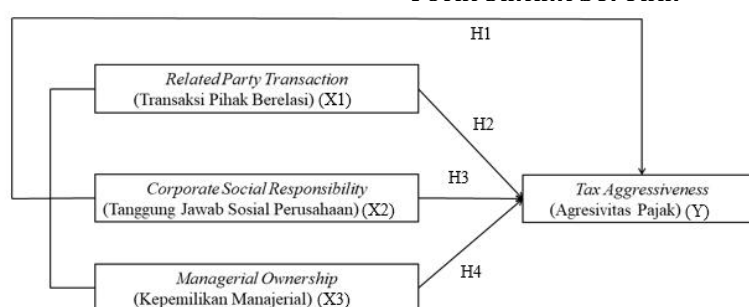 H1
Related Party Transaction
(Transaksi Pihak Berelasi) (X1)
H2
Corporate Social Responsibility
(Tanggung Jawab Sosial Perusahaan) (X2)
H3
Tax Aggressiveness
(Agresivitas Pajak) (Y)
Managerial Ownership
(Kepemilikan Manajerial) (X3)
H4